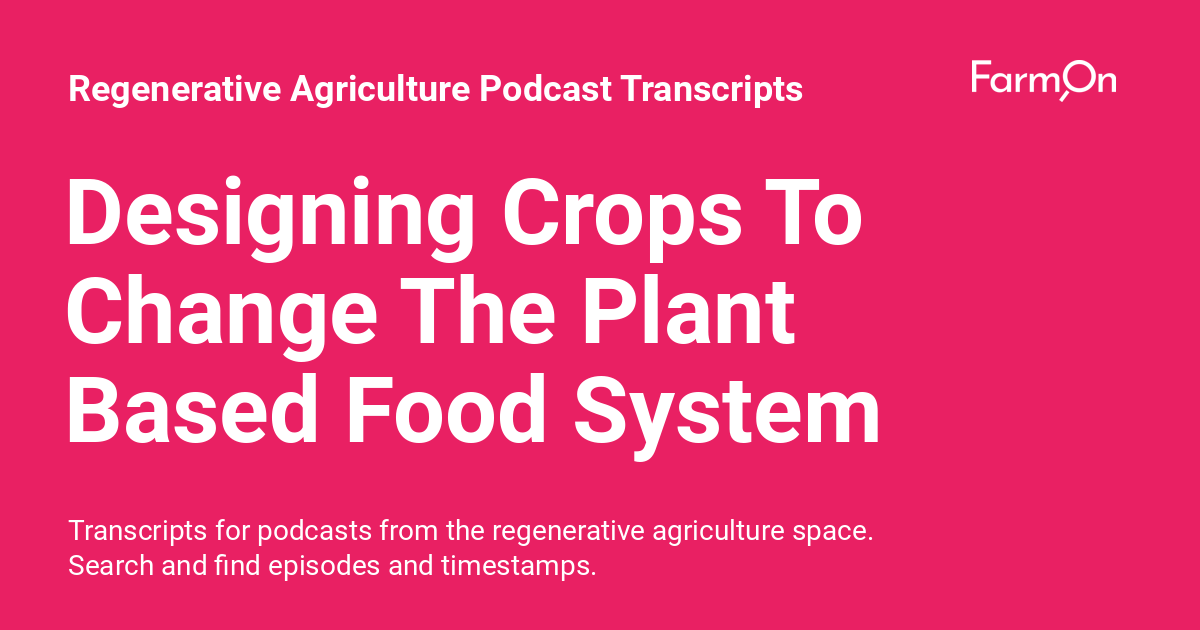 Regenerative Agriculture Podcast Transcripts
FarmOn
Designing Crops To
Change The Plant
Based Food System
Transcripts for podcasts from the regenerative agriculture space.
Search and find episodes and timestamps.